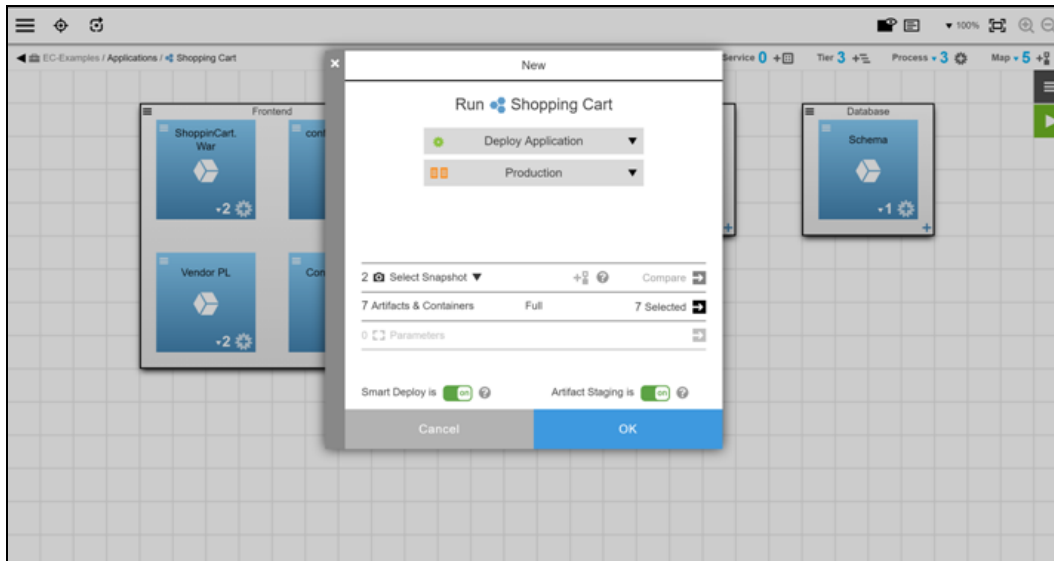 100%
EC-Examples / Applications / Shopping Cart
Service 0 Tier 3 Process 3 Map 5
New
Run Shopping Cart
Deploy Application
Production
Frontend
ShoppinCart.
War
2
Database
Schema
1
Vendor PL
2
2 Select Snapshot ? Compare
7 Artifacts & Containers Full 7 Selected
0 Parameters
Smart Deploy is on ? Artifact Staging is on ?
Cancel OK